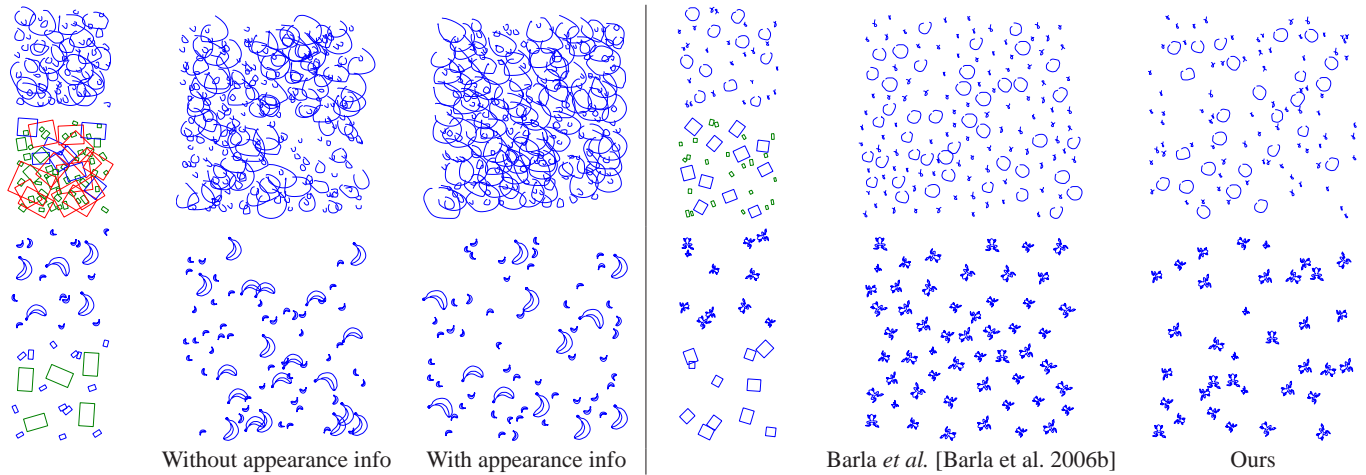 Without appearance info
With appearance info
Barla et al. [Barla et al. 2006b]
Ours